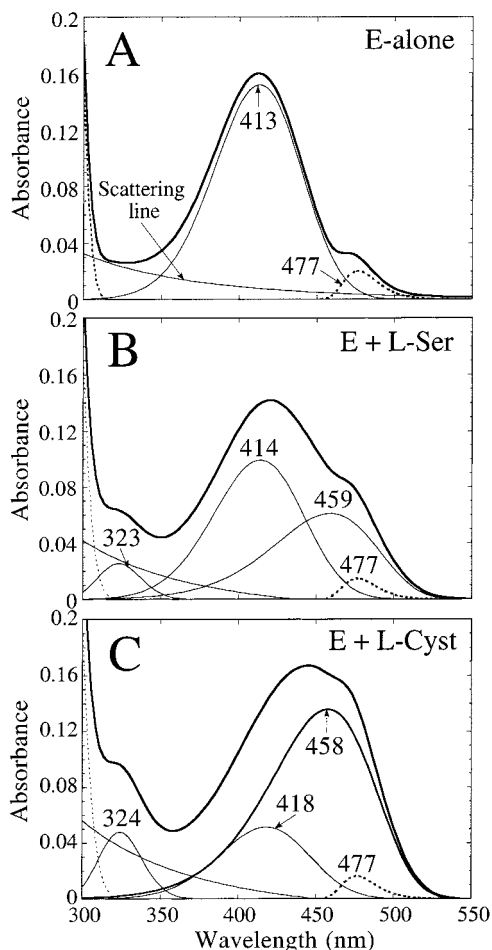 0.2
A
E-alone
0.16
413
0.12
0.08
Scattering
line
0.04
477
0
Absorbance
0.2
B
E + L-Ser
0.16
414
0.12
459
0.08
323
0.04
477
0
Absorbance
0.2
C
E + L-Cyst
0.16
0.12
458
0.08
324
418
0.04
477
0
Absorbance
300 350 400 450 500 550
Wavelength (nm)